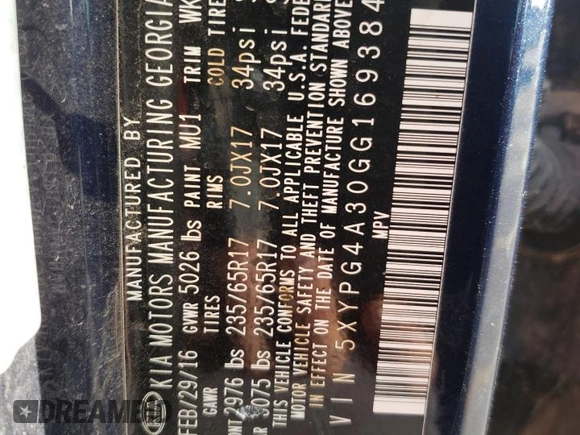 MANUFACTURED BY
KIA MOTORS MANUFACTURING GEORGIA
FEB/29/16 GVWR 5026 lbs PAINT MU1 TRIM WK
GAWR TIRES RIMS COLD TIRE
2976 lbs 235/65R17 7.0JX17 34psi
3075 lbs 235/65R17 7.0JX17 34psi
THIS VEHICLE CONFORMS TO ALL APPLICABLE U.S.A. FEDE
MOTOR VEHICLE SAFETY AND THEFT PREVENTION STANDAR
IN EFFECT ON THE DATE OF MANUFACTURE SHOWN ABOVE
VIN 5XYPG4A30GG169384
MPV
DREAMBID